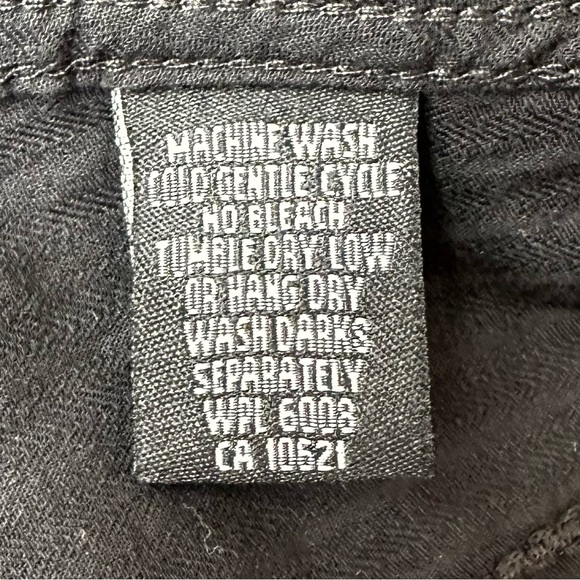 MACHINE WASH
COLD GENTLE CYCLE
NO BLEACH
TUMBLE DRY LOW
OR HANG DRY
WASH DARKS
SEPARATELY
WPL 6003
CA 10621